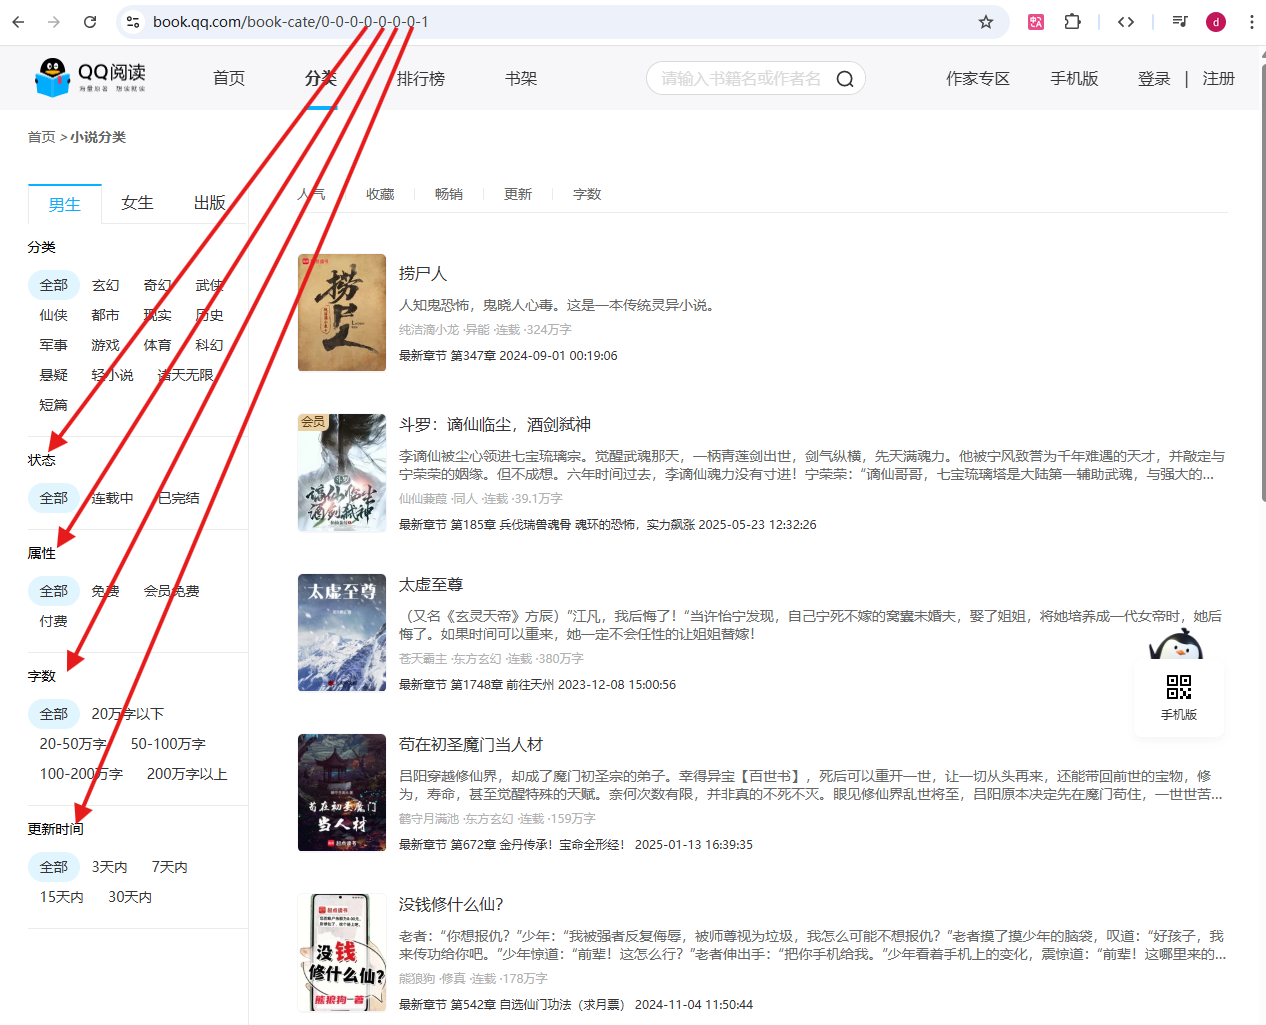 book.qq.com/book-cate/0-0-0-0-0-0-0-1
d
QQ阅读
首页
分类
排行榜
书架
请输入书籍名或作者名
作家专区
手机版
登录 | 注册
首页 > 小说分类
男生 女生 出版
分类
全部 玄幻 奇幻 武侠
仙侠 都市 现实 历史
军事 游戏 体育 科幻
悬疑 轻小说 诸天无限
短篇
状态
全部 连载中 已完结
属性
全部 免费 会员免费
付费
字数
全部 20万字以下
20-50万字 50-100万字
100-200万字 200万字以上
更新时间
全部 3天内 7天内
15天内 30天内
人气 收藏 畅销 更新 字数
捞尸人
捞尸人
人知鬼恐怖，鬼晓人心毒。这是一本传统灵异小说。
纯洁滴小龙 ·异能 ·连载 ·324万字
最新章节 第347章 2024-09-01 00:19:06
会员
斗罗
谪仙临尘
酒剑弑神
斗罗：谪仙临尘，酒剑弑神
李谪仙被尘心领进七宝琉璃宗。觉醒武魂那天，一柄青莲剑出世，剑气纵横，先天满魂力。他被宁风致誉为千年难遇的天才，并敲定与
宁荣荣的姻缘。但不成想。六年时间过去，李谪仙魂力没有寸进！宁荣荣：“谪仙哥哥，七宝琉璃塔是大陆第一辅助武魂，与强大的...
仙仙蒹葭 ·同人 ·连载 ·39.1万字
最新章节 第185章 兵伐瑞兽魂骨 魂环的恐怖，实力飙涨 2025-05-23 12:32:26
太虚至尊
太虚至尊
（又名《玄灵天帝》方辰）”江凡，我后悔了！“当许怡宁发现，自己宁死不嫁的窝囊未婚夫，娶了姐姐，将她培养成一代女帝时，她后
悔了。如果时间可以重来，她一定不会任性的让姐姐替嫁！
苍天霸主 ·东方玄幻 ·连载 ·380万字
最新章节 第1748章 前往天州 2023-12-08 15:00:56
苟在初圣魔门
当人材
苟在初圣魔门当人材
吕阳穿越修仙界，却成了魔门初圣宗的弟子。幸得异宝【百世书】，死后可以重开一世，让一切从头再来，还能带回前世的宝物，修
为，寿命，甚至觉醒特殊的天赋。奈何次数有限，并非真的不死不灭。眼见修仙界乱世将至，吕阳原本决定先在魔门苟住，一世世苦...
鹤守月满池 ·东方玄幻 ·连载 ·159万字
最新章节 第672章 金丹传承！宝命全形经！ 2025-01-13 16:39:35
没钱
修什么仙?
熊狼狗一著
没钱修什么仙？
老者：“你想报仇？”少年：“我被强者反复侮辱，被师尊视为垃圾，我怎么可能不想报仇？”老者摸了摸少年的脑袋，叹道：“好孩子，我
来传功给你吧。”少年惊道：“前辈！这怎么行？”老者伸出手：“把你手机给我。”少年看着手机上的变化，震惊道：“前辈！这哪里来的...
熊狼狗 ·修真 ·连载 ·178万字
最新章节 第542章 自选仙门功法（求月票） 2024-11-04 11:50:44
手机版